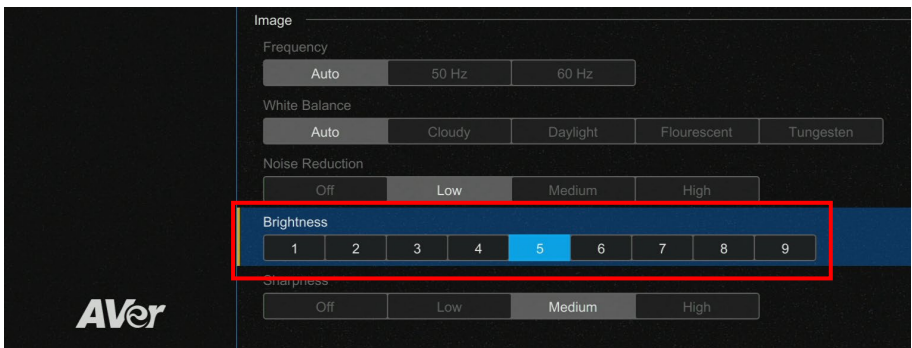 Image
Frequency
Auto 50 Hz 60 Hz
White Balance
Auto Cloudy Daylight Flourescent Tungesten
Noise Reduction
Off Low Medium High
Brightness
1 2 3 4 5 6 7 8 9
Sharpness
Off Low Medium High
AVer